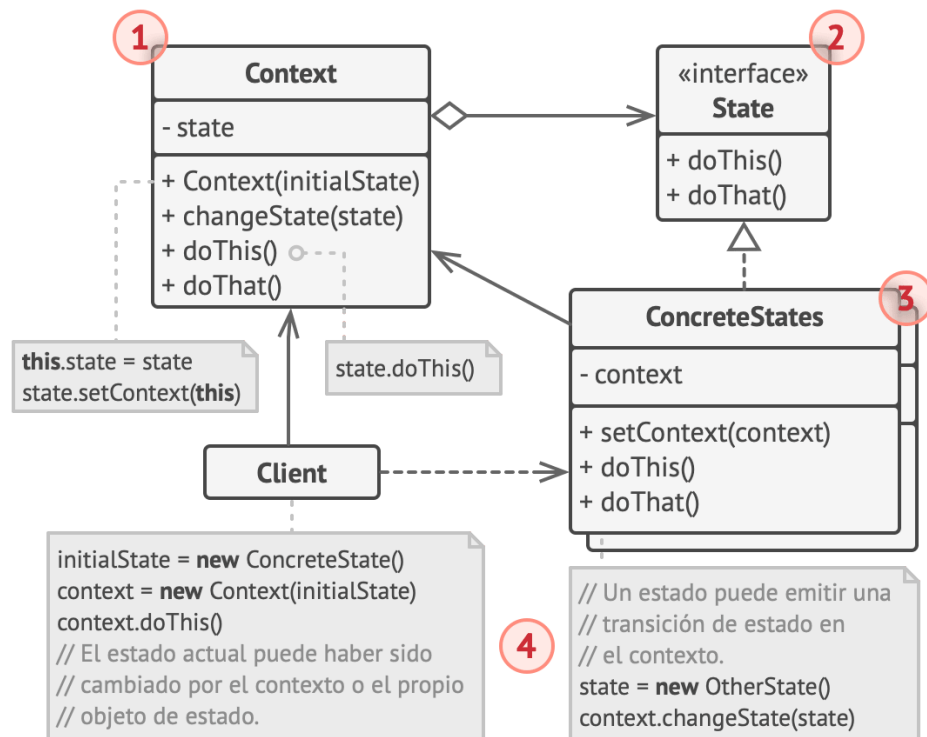 1
Context
- state
+ Context(initialState)
+ changeState(state)
+ doThis()
+ doThat()
2
«interface»
State
+ doThis()
+ doThat()
this.state = state
state.setContext(this)
state.doThis()
3
ConcreteStates
- context
+ setContext(context)
+ doThis()
+ doThat()
Client
initialState = new ConcreteState()
context = new Context(initialState)
context.doThis()
// El estado actual puede haber sido
// cambiado por el contexto o el propio
// objeto de estado.
4
// Un estado puede emitir una
// transición de estado en
// el contexto.
state = new OtherState()
context.changeState(state)